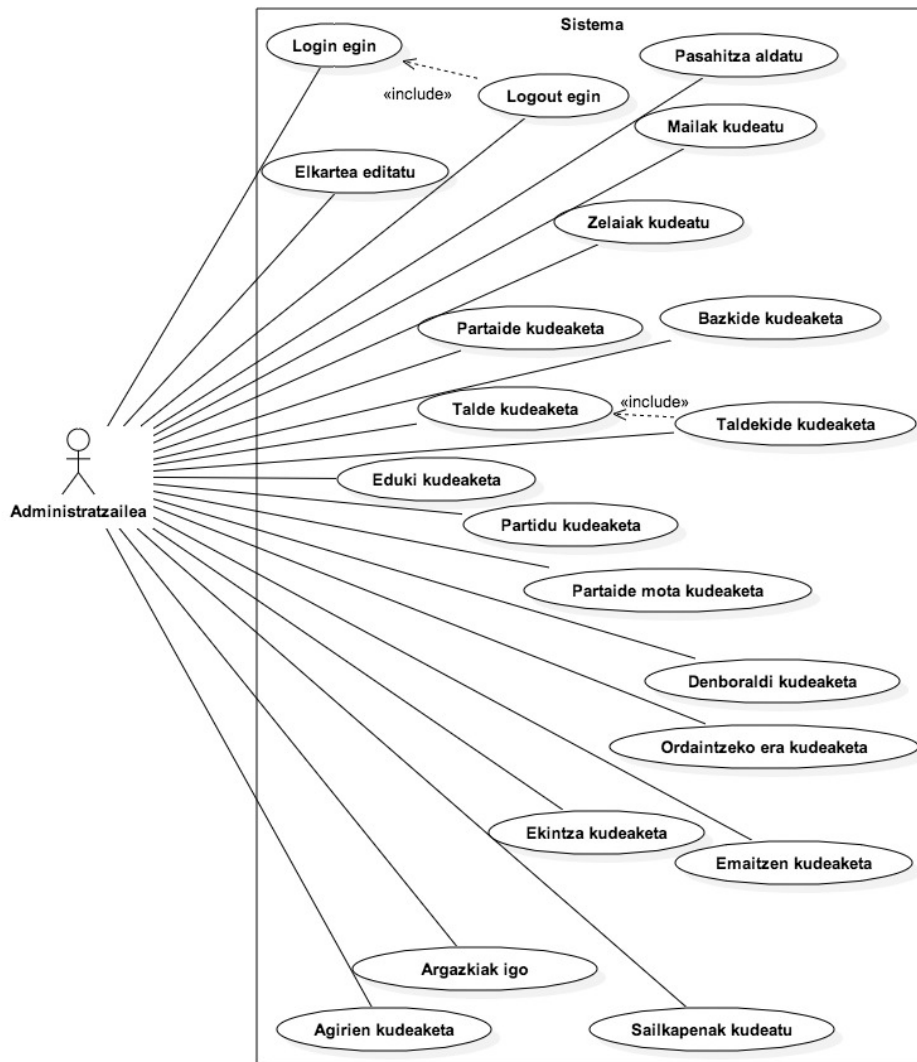 Sistema
Login egin
Pasahitza aldatu
«include»
Logout egin
Mailak kudeatu
Elkartea editatu
Zelaiak kudeatu
Partaide kudeaketa
Bazkide kudeaketa
Talde kudeaketa
«include»
Taldekide kudeaketa
Eduki kudeaketa
Administratzailea
Partidu kudeaketa
Partaide mota kudeaketa
Denboraldi kudeaketa
Ordaintzeko era kudeaketa
Ekintza kudeaketa
Emaitzen kudeaketa
Argazkiak igo
Agirien kudeaketa
Sailkapenak kudeatu